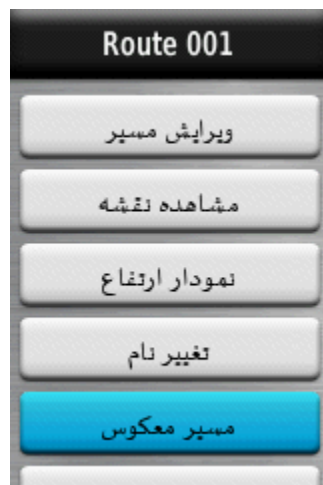 Route 001
ویرایش مسیر
مشاهده نقشه
نمودار ارتفاع
تغییر نام
مسیر معکوس